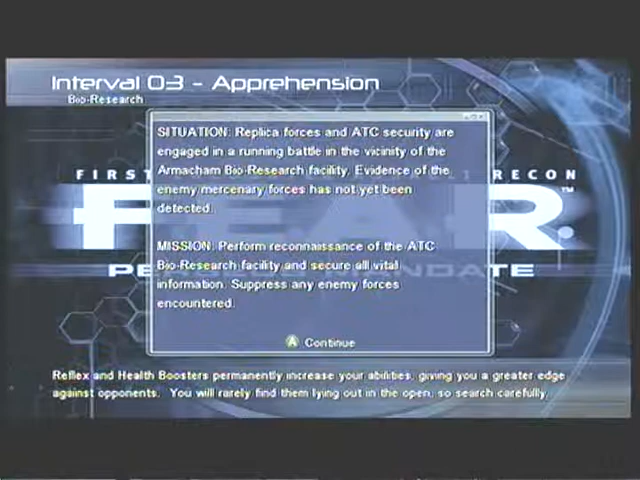 Interval 03 - Apprehension
Bio-Research
SITUATION: Replica forces and ATC security are
engaged in a running battle in the vicinity of the
Armacham Bio-Research facility. Evidence of the
enemy mercenary forces has not yet been
detected.
FIRST RECON
F.E.A.R.™
MISSION: Perform reconnaissance of the ATC
Bio-Research facility and secure all vital
information. Suppress any enemy forces
encountered.
PE DATE
A Continue
Reflex and Health Boosters permanently increase your abilities, giving you a greater edge
against opponents. You will rarely find them lying out in the open, so search carefully.